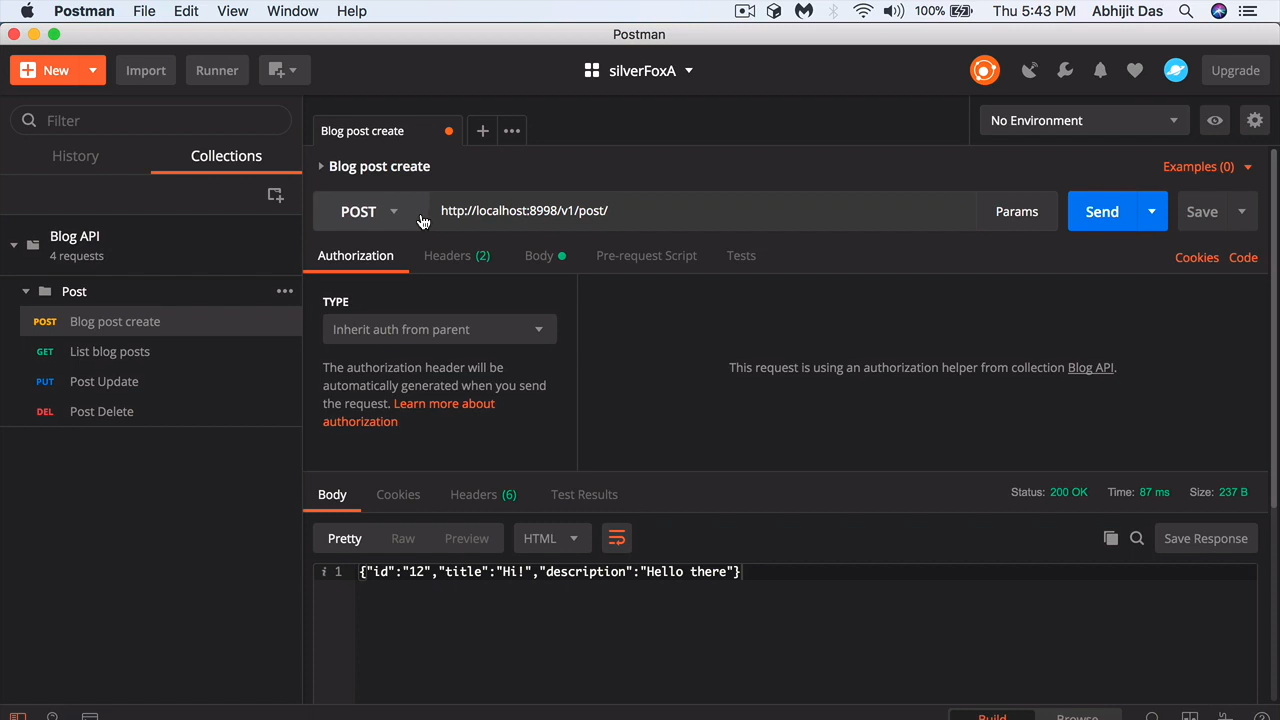 Postman File Edit View Window Help 100% Thu 5:43 PM Abhijit Das
Postman
New Import Runner silverFoxA Upgrade
Filter
History Collections
Blog API
4 requests
Post
POST Blog post create
GET List blog posts
PUT Post Update
DEL Post Delete
Blog post create No Environment
Blog post create Examples (0)
POST http://localhost:8998/v1/post/ Params Send Save
Authorization Headers (2) Body Pre-request Script Tests Cookies Code
TYPE
Inherit auth from parent
The authorization header will be
automatically generated when you send
the request. Learn more about
authorization
This request is using an authorization helper from collection Blog API.
Body Cookies Headers (6) Test Results Status: 200 OK Time: 87 ms Size: 237 B
Pretty Raw Preview HTML Save Response
i 1 {"id":"12","title":"Hi!","description":"Hello there"}
Build Browse